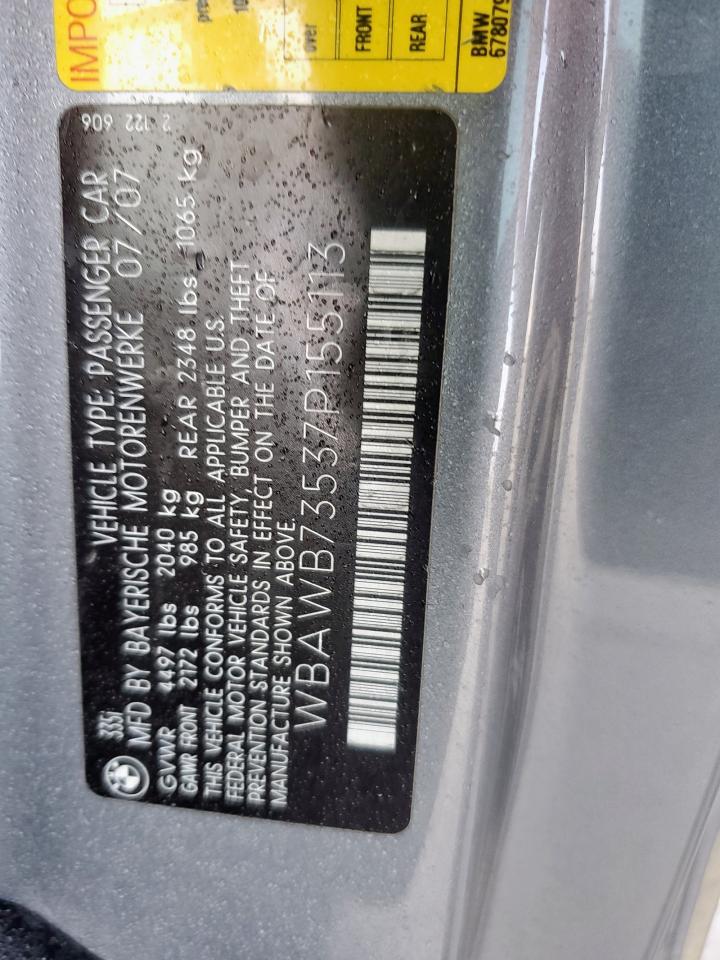 335i VEHICLE TYPE: PASSENGER CAR
MFD BY BAYERISCHE MOTORENWERKE 07/07
GVWR 4497 lbs 2040 kg
GAWR FRONT 2172 lbs 985 kg REAR 2348 lbs 1065 kg
THIS VEHICLE CONFORMS TO ALL APPLICABLE U.S.
FEDERAL MOTOR VEHICLE SAFETY, BUMPER AND THEFT
PREVENTION STANDARDS IN EFFECT ON THE DATE OF
MANUFACTURE SHOWN ABOVE.
WBAWB73537P155113
2 122 606
IMPO
over
FRONT
REAR
BMW
678079